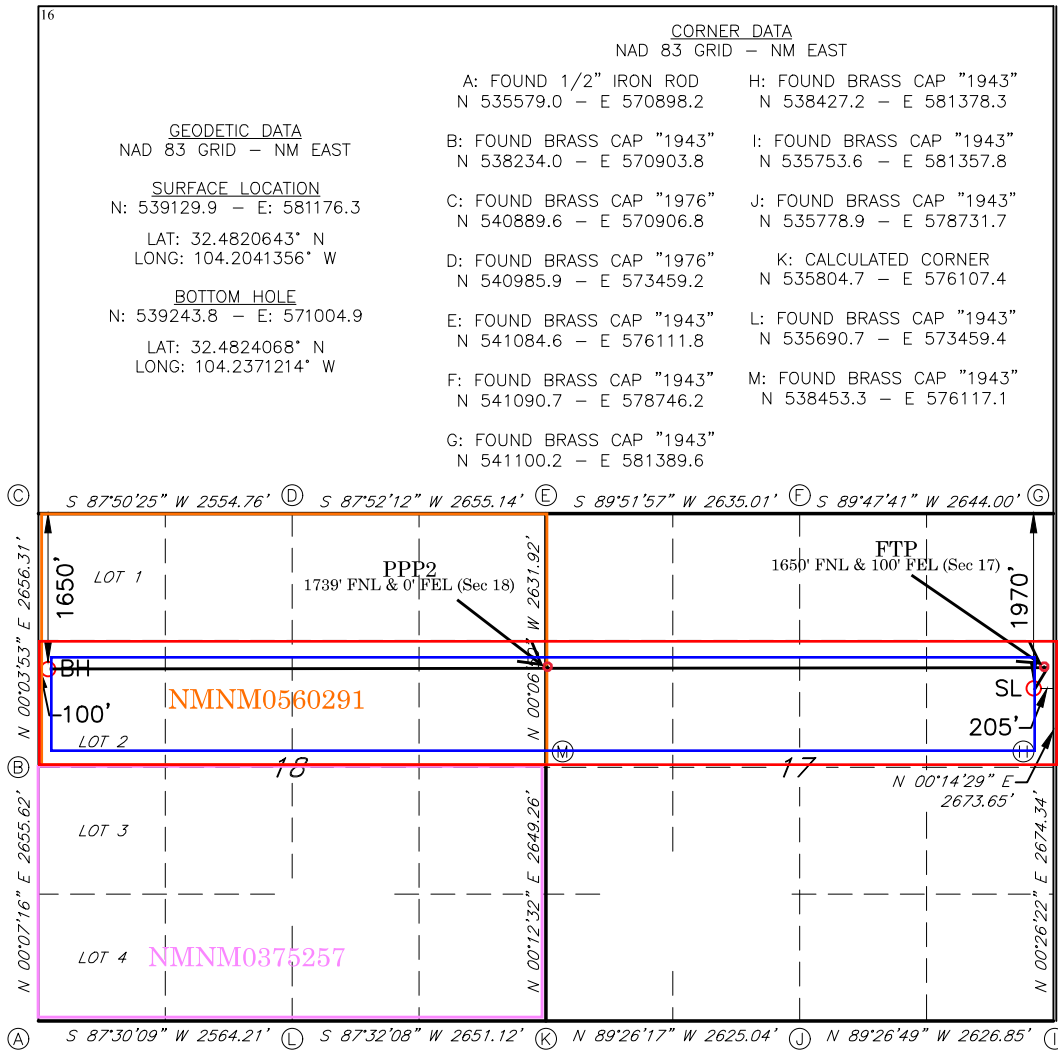 16
CORNER DATA
NAD 83 GRID – NM EAST
A: FOUND 1/2" IRON ROD
N 535579.0 – E 570898.2
B: FOUND BRASS CAP "1943"
N 538234.0 – E 570903.8
C: FOUND BRASS CAP "1976"
N 540889.6 – E 570906.8
D: FOUND BRASS CAP "1976"
N 540985.9 – E 573459.2
E: FOUND BRASS CAP "1943"
N 541084.6 – E 576111.8
F: FOUND BRASS CAP "1943"
N 541090.7 – E 578746.2
G: FOUND BRASS CAP "1943"
N 541100.2 – E 581389.6
H: FOUND BRASS CAP "1943"
N 538427.2 – E 581378.3
I: FOUND BRASS CAP "1943"
N 535753.6 – E 581357.8
J: FOUND BRASS CAP "1943"
N 535778.9 – E 578731.7
K: CALCULATED CORNER
N 535804.7 – E 576107.4
L: FOUND BRASS CAP "1943"
N 535690.7 – E 573459.4
M: FOUND BRASS CAP "1943"
N 538453.3 – E 576117.1
GEODETIC DATA
NAD 83 GRID – NM EAST
SURFACE LOCATION
N: 539129.9 – E: 581176.3
LAT: 32.4820643° N
LONG: 104.2041356° W
BOTTOM HOLE
N: 539243.8 – E: 571004.9
LAT: 32.4824068° N
LONG: 104.2371214° W
C
S 87°50'25" W 2554.76'
D
S 87°52'12" W 2655.14'
E
S 89°51'57" W 2635.01'
F
S 89°47'41" W 2644.00'
G
N 00°03'53" E 2656.31'
1650'
LOT 1
PPP2
1739' FNL & 0' FEL (Sec 18)
2631.92'
FTP
1650' FNL & 100' FEL (Sec 17)
1970'
BH
100'
NMNM0560291
LOT 2
SL
205'
M
H
B
18
17
N 00°14'29" E
2673.65'
N 00°07'16" E 2655.62'
LOT 3
N 00°12'32" E 2649.26'
N 00°26'22" E 2674.34'
LOT 4
NMNM0375257
A
S 87°30'09" W 2564.21'
L
S 87°32'08" W 2651.12'
K
N 89°26'17" W 2625.04'
J
N 89°26'49" W 2626.85'
I